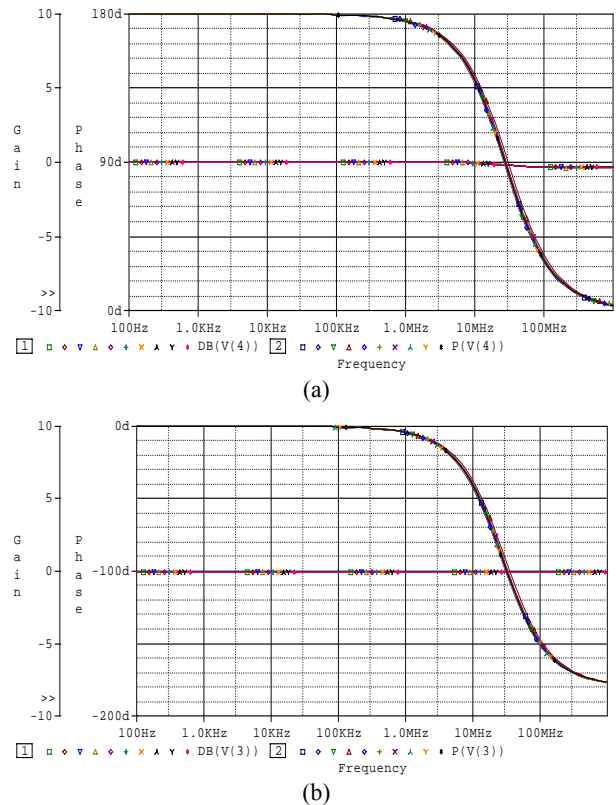 10
180d
5
G
a
i
n
P
h
a
s
e
0
90d
-5
>>
-10
0d
100Hz 1.0KHz 10KHz 100KHz 1.0MHz 10MHz 100MHz
1 DB(V(4)) 2 P(V(4))
Frequency
(a)
10
0d
5
G
a
i
n
P
h
a
s
e
0
-100d
-5
>>
-10
-200d
100Hz 1.0KHz 10KHz 100KHz 1.0MHz 10MHz 100MHz
1 DB(V(3)) 2 P(V(3))
Frequency
(b)